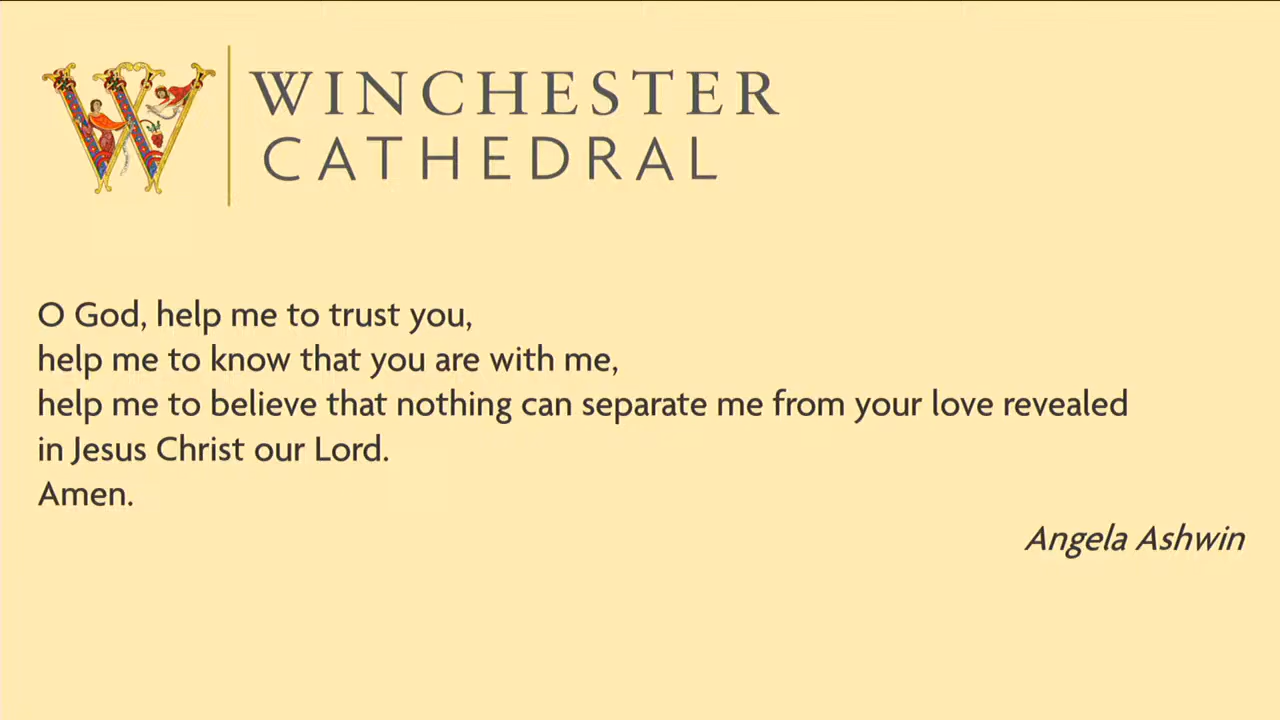 WINCHESTER
CATHEDRAL
O God, help me to trust you,
help me to know that you are with me,
help me to believe that nothing can separate me from your love revealed
in Jesus Christ our Lord.
Amen.
Angela Ashwin